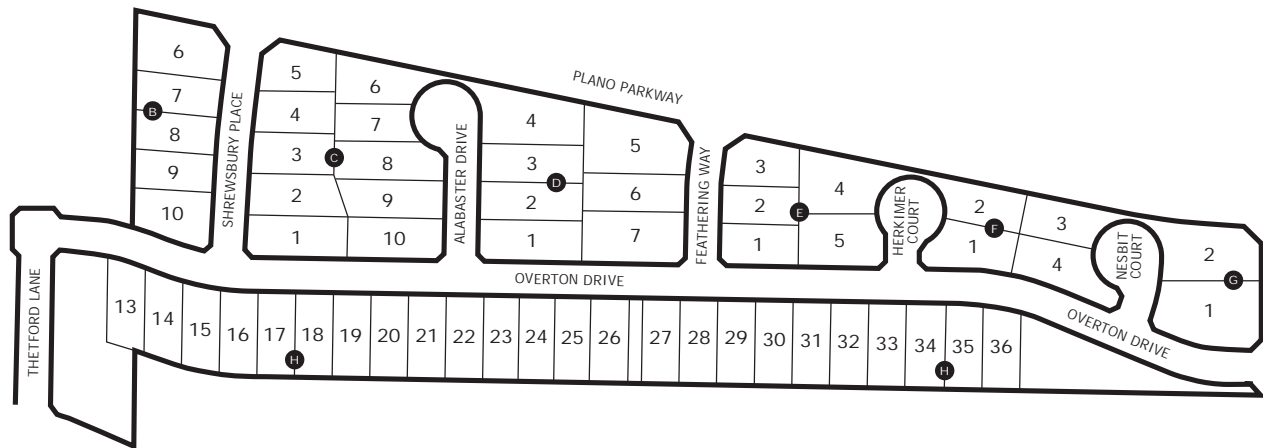 6
7
B
8
9
10
SHREWSBURY PLACE
5
4
3
2
1
C
6
7
8
9
10
ALABASTER DRIVE
4
3
D
2
1
5
6
7
PLANO PARKWAY
FEATHERING WAY
3
2
1
E
4
5
HERKIMER
COURT
2
F
1
3
4
NESBIT
COURT
2
G
1
THETFORD LANE
OVERTON DRIVE
OVERTON DRIVE
13 14 15 16 17 18 19 20 21 22 23 24 25 26 27 28 29 30 31 32 33 34 35 36
H H